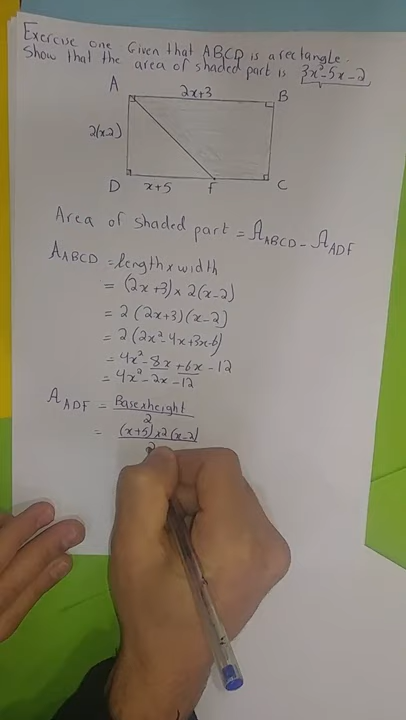 Exercise one Given that ABCD is a rectangle.
Show that the area of shaded part is 3x²-5x-2
A 2x+3 B
2(x-2)
D x+5 F C
Area of shaded part = A_ABCD - A_ADF
A_ABCD = length x width
= (2x+3) x 2(x-2)
= 2(2x+3)(x-2)
= 2(2x²-4x+3x-6)
= 4x²-8x+6x-12
= 4x²-2x-12
A_ADF = Base x height
2
= (x+5) x 2(x-2)
2